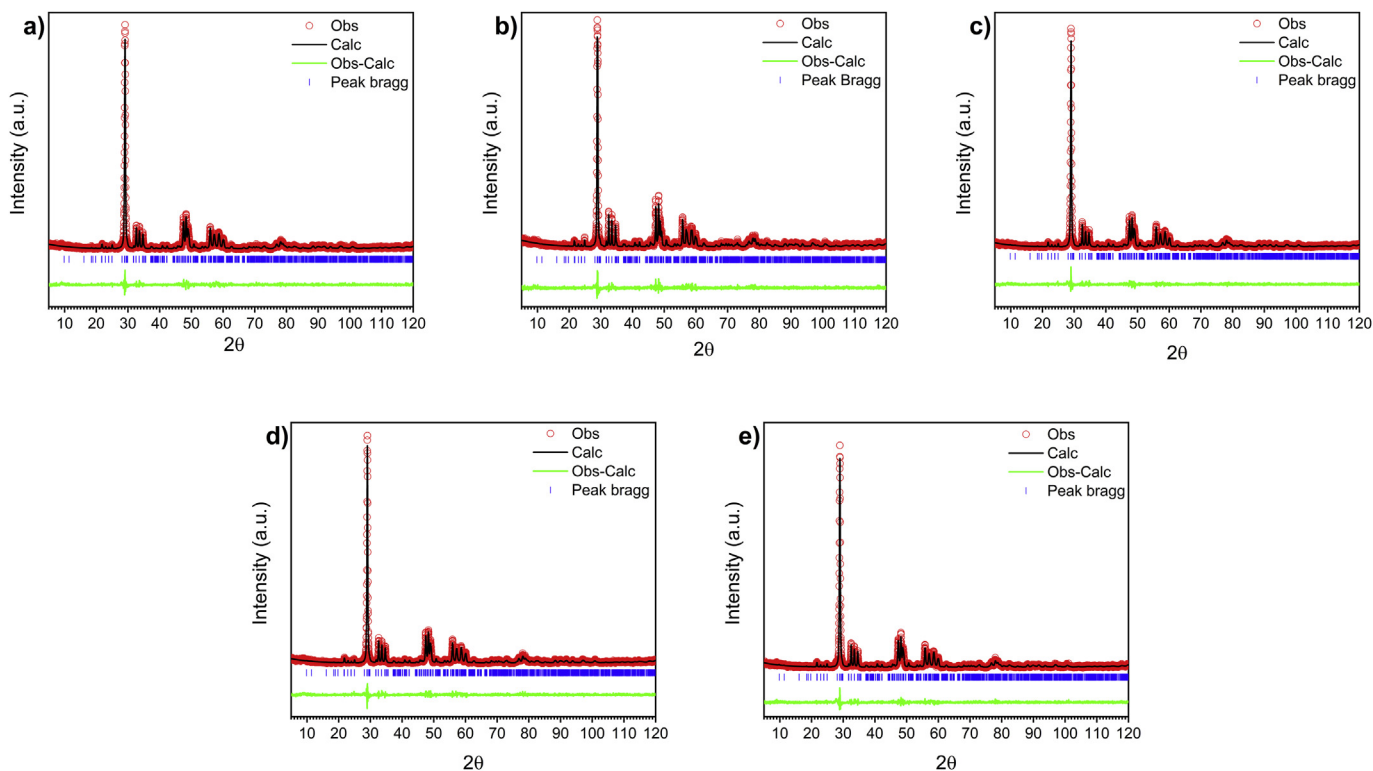 a)
Obs
Calc
Obs-Calc
Peak bragg
Intensity (a.u.)
10 20 30 40 50 60 70 80 90 100 110 120
2θ
b)
Obs
Calc
Obs-Calc
Peak Bragg
Intensity (a.u.)
10 20 30 40 50 60 70 80 90 100 110 120
2θ
c)
Obs
Calc
Obs-Calc
Peak bragg
Intensity (a.u.)
10 20 30 40 50 60 70 80 90 100 110 120
2θ
d)
Obs
Calc
Obs-Calc
Peak bragg
Intensity (a.u.)
10 20 30 40 50 60 70 80 90 100 110 120
2θ
e)
Obs
Calc
Obs-Calc
Peak bragg
Intensity (a.u.)
10 20 30 40 50 60 70 80 90 100 110 120
2θ